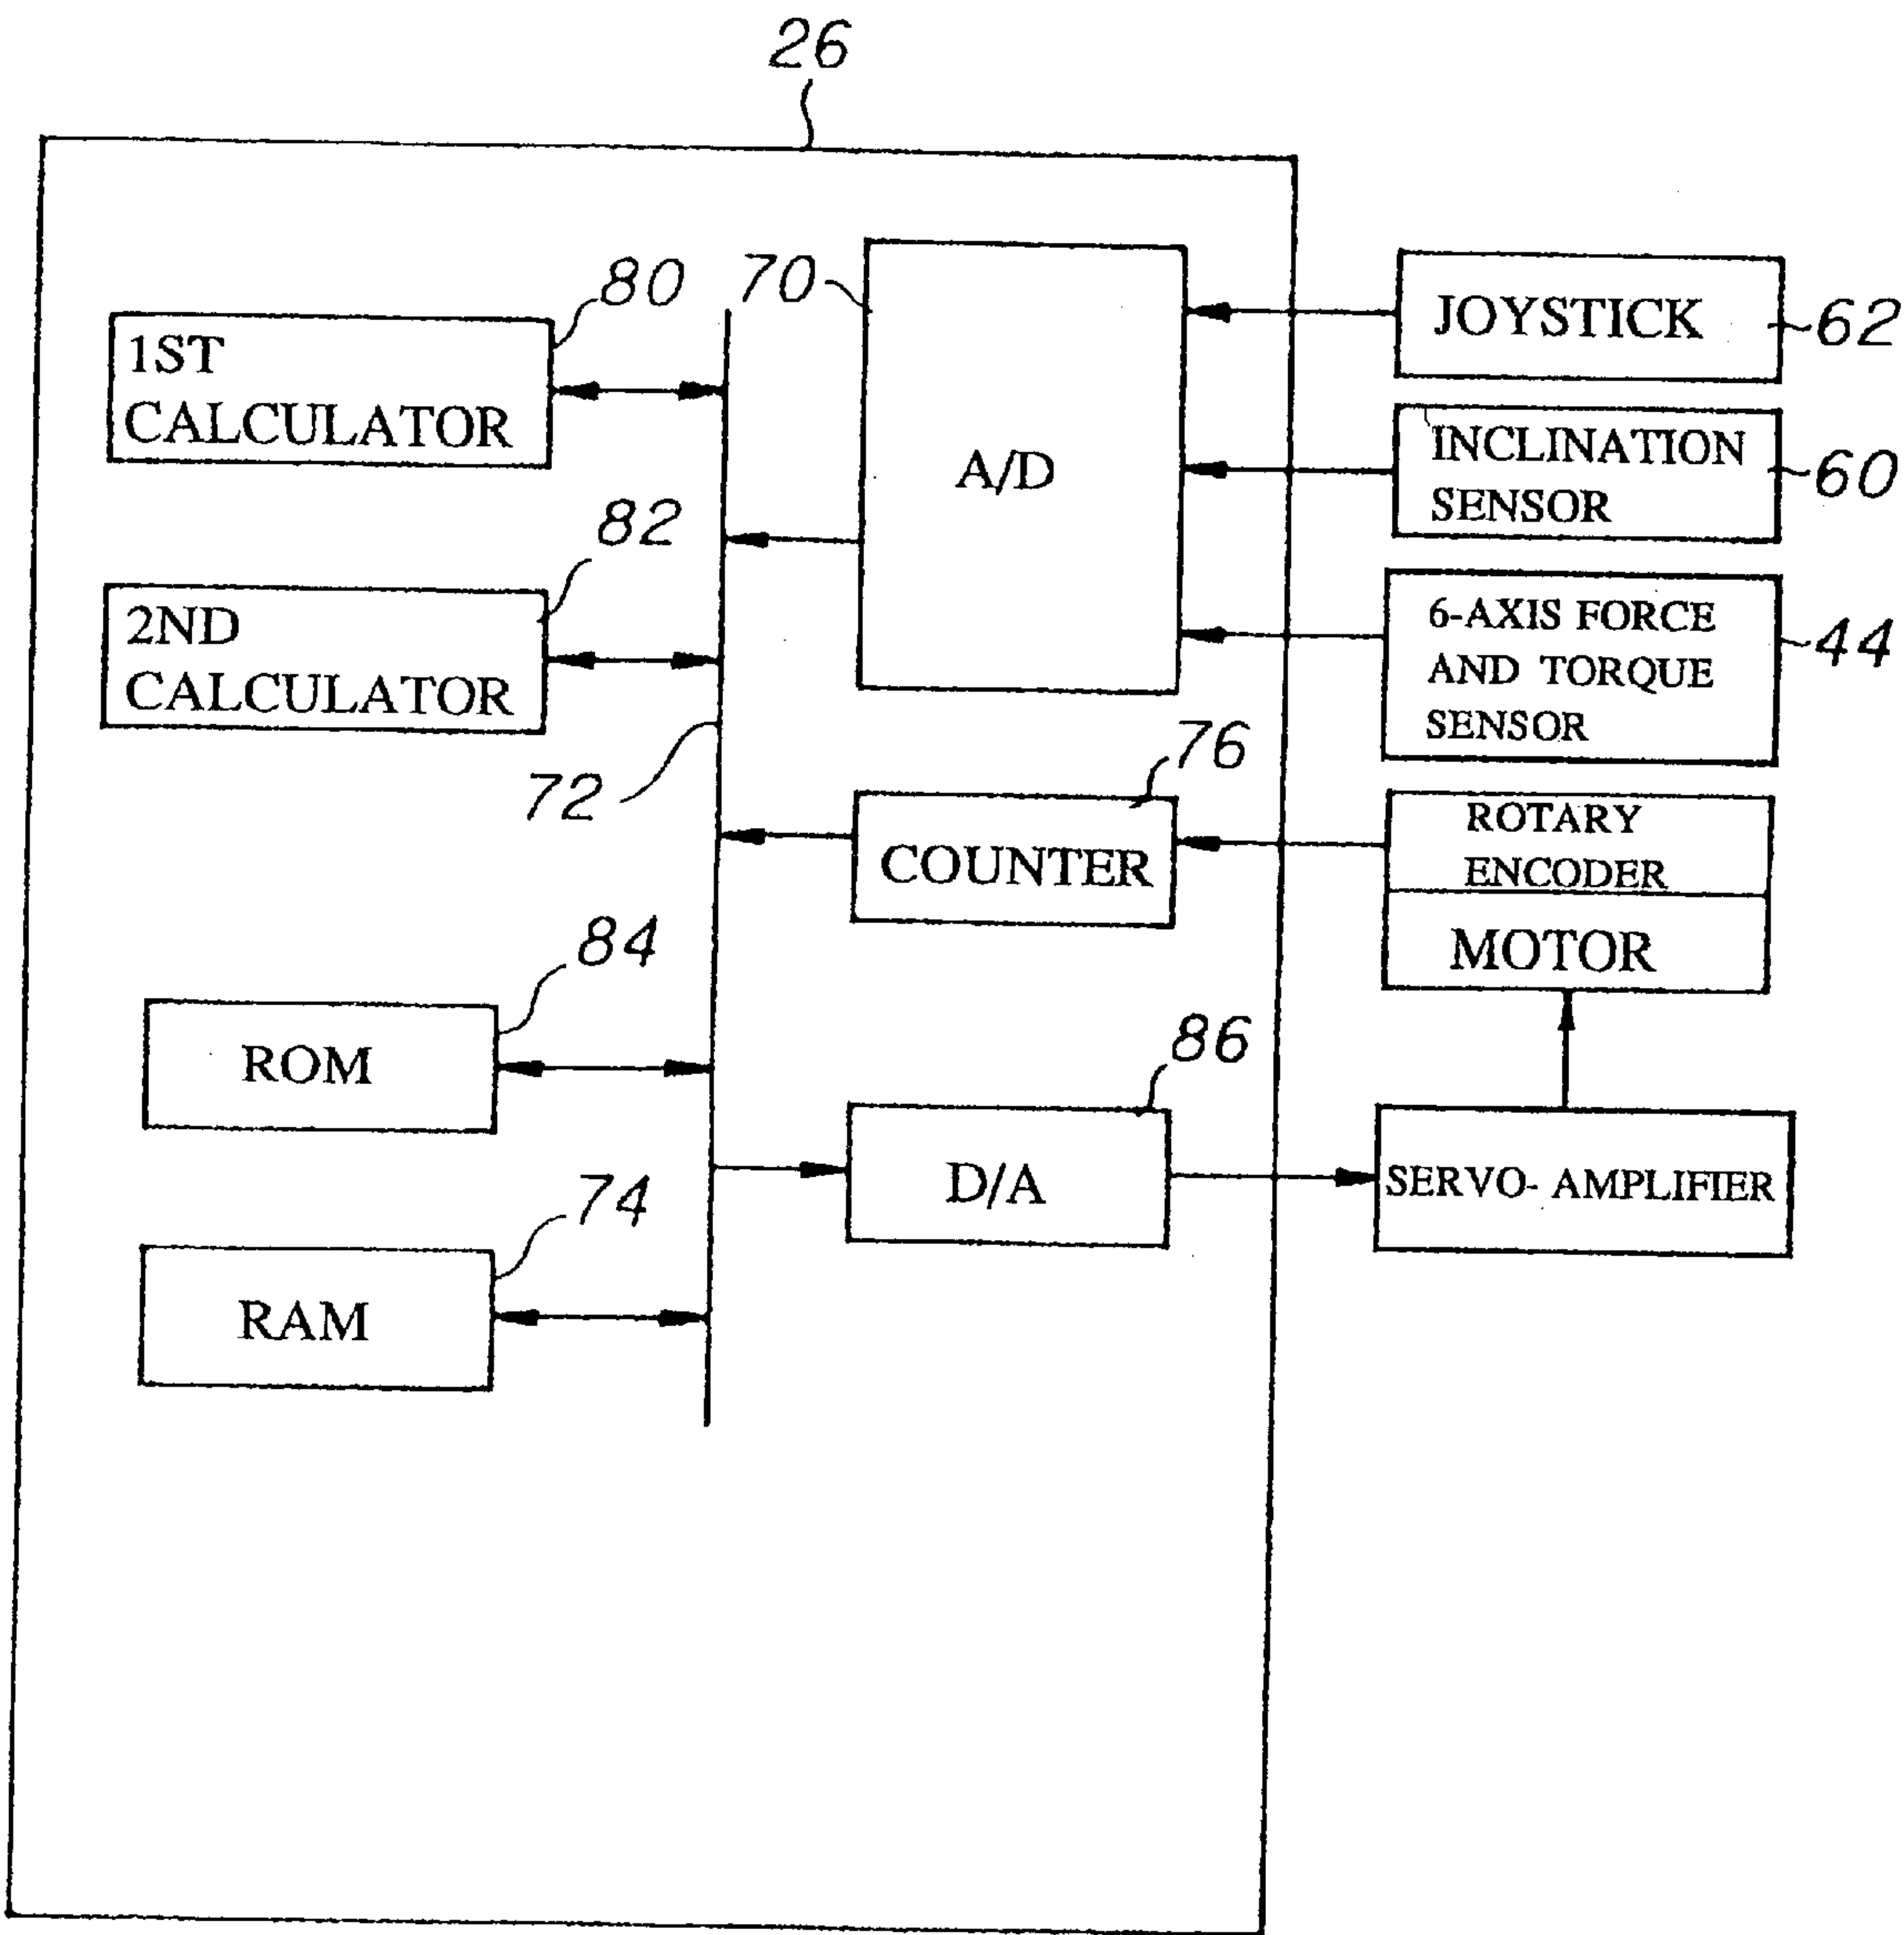 26
80
1ST
CALCULATOR
70
A/D
JOYSTICK
62
INCLINATION
SENSOR
60
82
2ND
CALCULATOR
72
6-AXIS FORCE
AND TORQUE
SENSOR
44
76
COUNTER
ROTARY
ENCODER
MOTOR
84
ROM
86
D/A
SERVO- AMPLIFIER
74
RAM